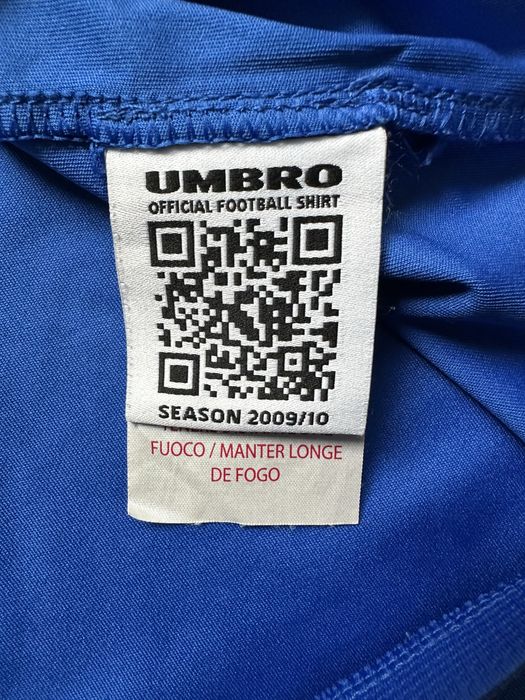 UMBRO
OFFICIAL FOOTBALL SHIRT
SEASON 2009/10
FUOCO / MANTER LONGE
DE FOGO